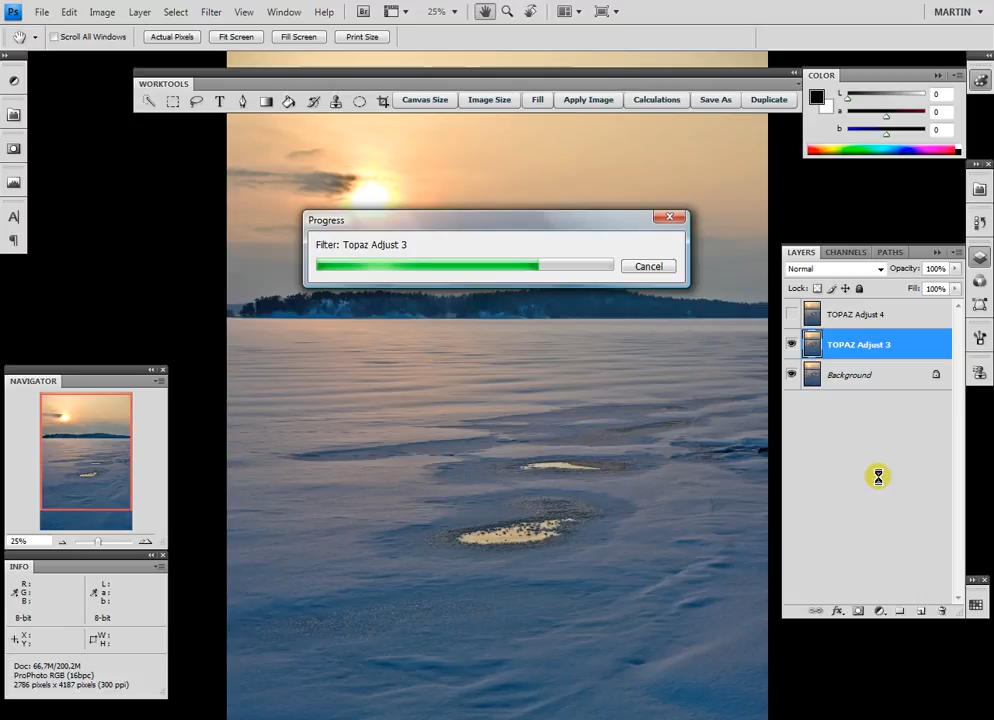 Ps File Edit Image Layer Select Filter View Window Help Br 25% MARTIN
Scroll All Windows Actual Pixels Fit Screen Fill Screen Print Size
WORKTOOLS
T Canvas Size Image Size Fill Apply Image Calculations Save As Duplicate
COLOR
L 0
a 0
b 0
A
Progress
Filter: Topaz Adjust 3
Cancel
LAYERS CHANNELS PATHS
Normal Opacity: 100%
Lock: Fill: 100%
TOPAZ Adjust 4
TOPAZ Adjust 3
Background
fx
NAVIGATOR
25%
INFO
R: L:
G: a:
B: b:
8-bit 8-bit
X: W:
Y: H:
Doc: 66,7M/200,2M
ProPhoto RGB (16bpc)
2786 pixels x 4187 pixels (300 ppi)